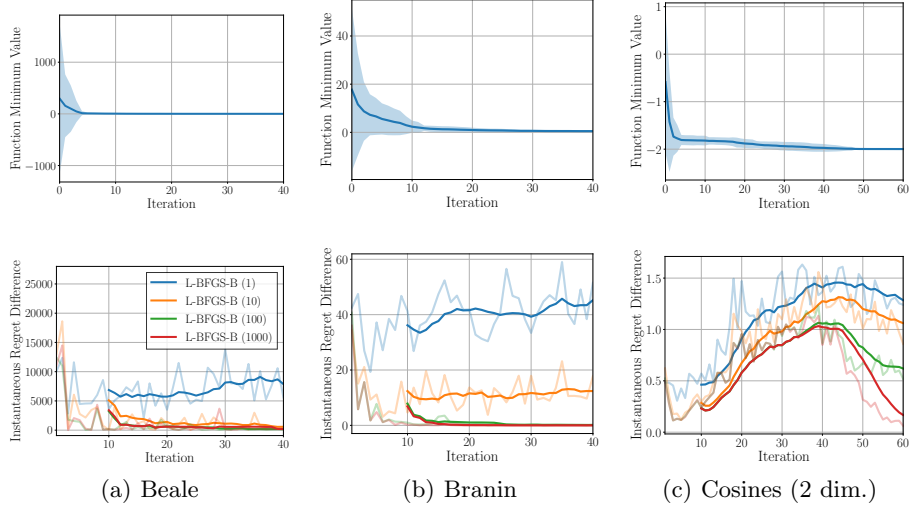 Function Minimum Value
1000
0
−1000
0 10 20 30 40
Iteration
Function Minimum Value
40
20
0
0 10 20 30 40
Iteration
Function Minimum Value
1
0
−1
−2
0 10 20 30 40 50 60
Iteration
Instantaneous Regret Difference
25000
20000
15000
10000
5000
0
L-BFGS-B (1)
L-BFGS-B (10)
L-BFGS-B (100)
L-BFGS-B (1000)
10 20 30 40
Iteration
Instantaneous Regret Difference
60
40
20
0
10 20 30 40
Iteration
Instantaneous Regret Difference
1.5
1.0
0.5
0.0
10 20 30 40 50 60
Iteration
(a) Beale
(b) Branin
(c) Cosines (2 dim.)